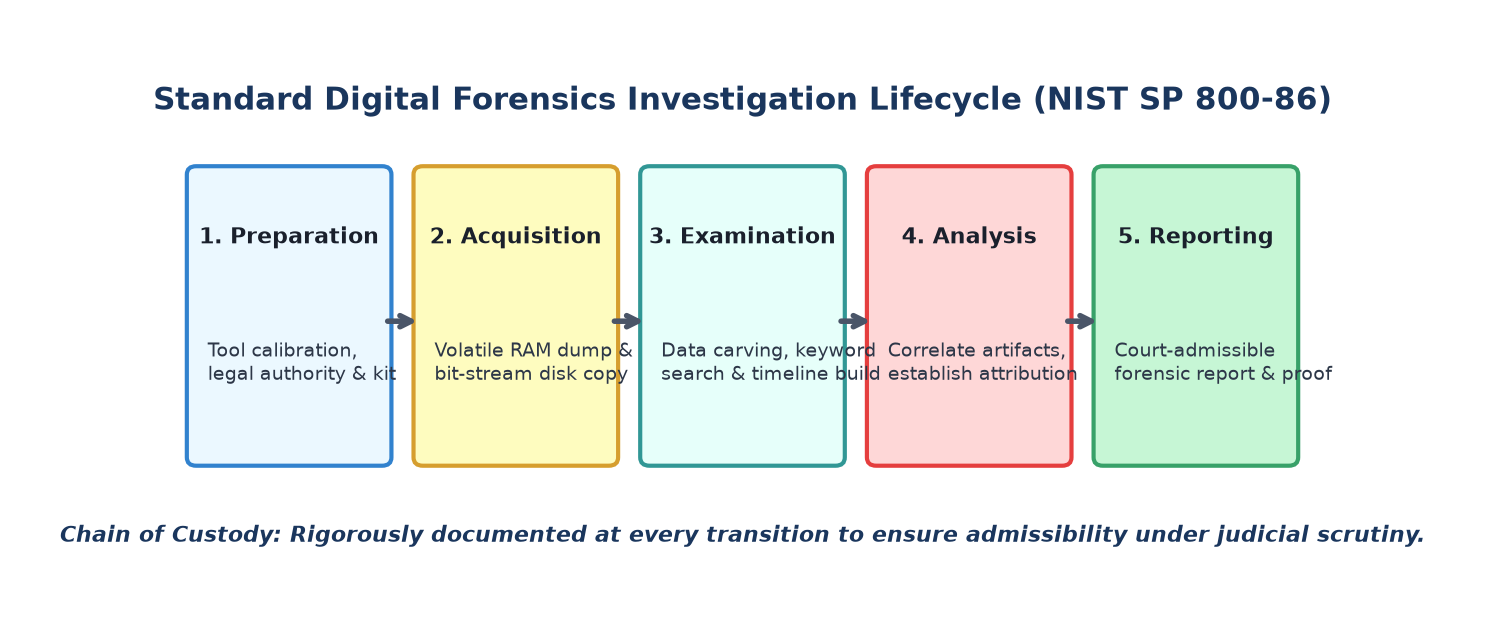 Standard Digital Forensics Investigation Lifecycle (NIST SP 800-86)
1. Preparation
Tool calibration,
legal authority & kit
2. Acquisition
Volatile RAM dump &
bit-stream disk copy
3. Examination
Data carving, keyword
search & timeline build
4. Analysis
Correlate artifacts,
establish attribution
5. Reporting
Court-admissible
forensic report & proof
Chain of Custody: Rigorously documented at every transition to ensure admissibility under judicial scrutiny.